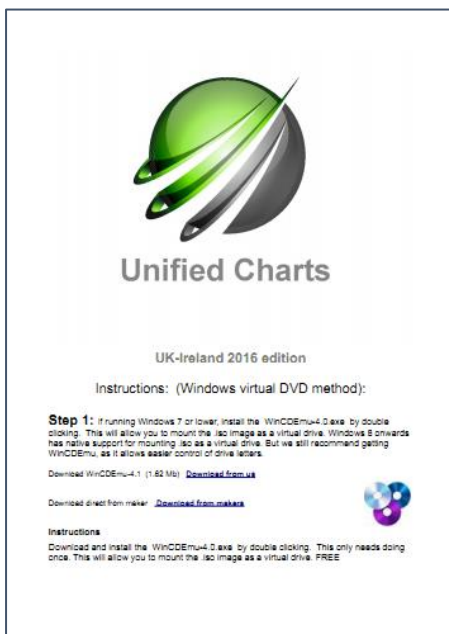 Unified Charts
UK-Ireland 2016 edition
Instructions: (Windows virtual DVD method):
Step 1: If running Windows 7 or lower, install the WinCDEmu-4.0.exe by double
clicking. This will allow you to mount the .iso image as a virtual drive. Windows 8 onwards
has native support for mounting .iso as a virtual drive. But we still recommend getting
WinCDEmu, as it allows easier control of drive letters.
Download WinCDEmu-4.1 (1.62 Mb) Download from us
Download direct from maker Download from makers
Instructions
Download and install the WinCDEmu-4.0.exe by double clicking. This only needs doing
once. This will allow you to mount the .iso image as a virtual drive. FREE